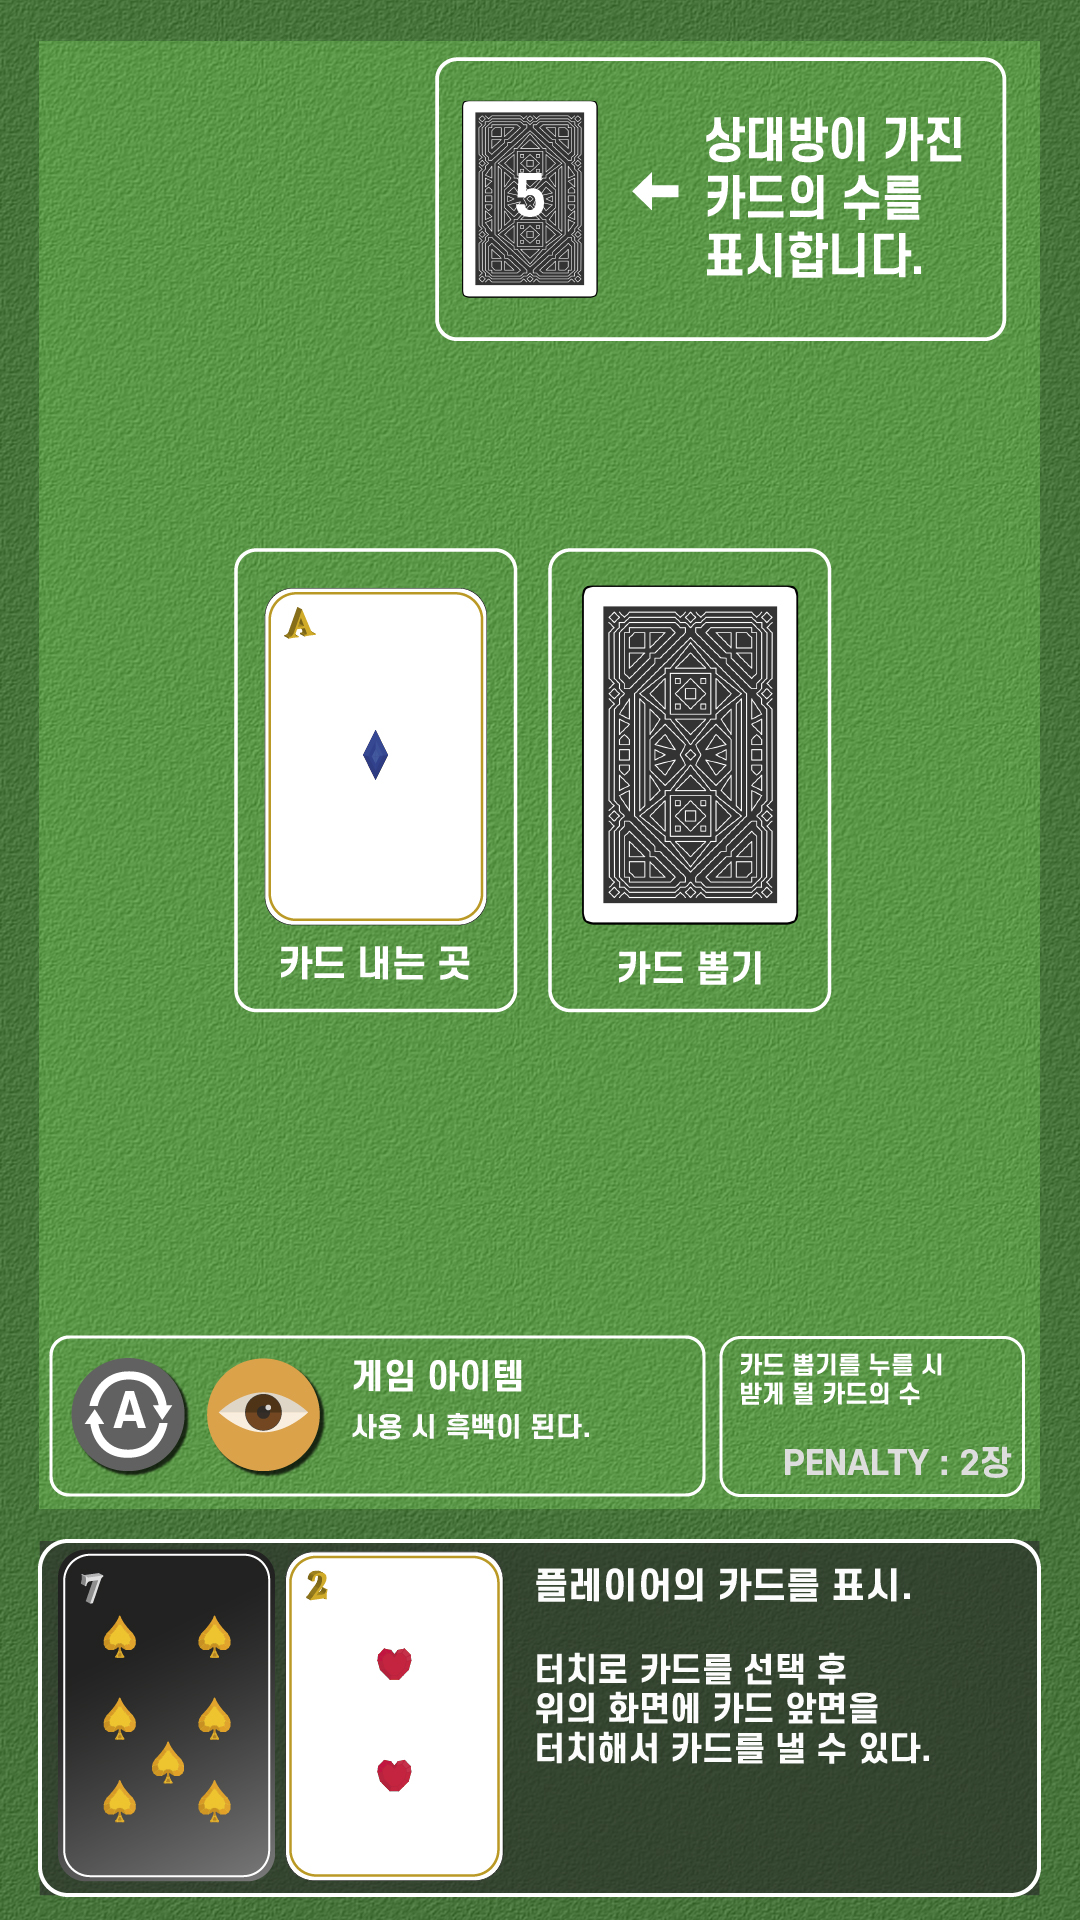 5
상대방이 가진
카드의 수를
표시합니다.
A
카드 내는 곳
카드 뽑기
A
게임 아이템
사용 시 흑백이 된다.
카드 뽑기를 누를 시
받게 될 카드의 수
PENALTY : 2장
7
2
플레이어의 카드를 표시.
터치로 카드를 선택 후
위의 화면에 카드 앞면을
터치해서 카드를 낼 수 있다.